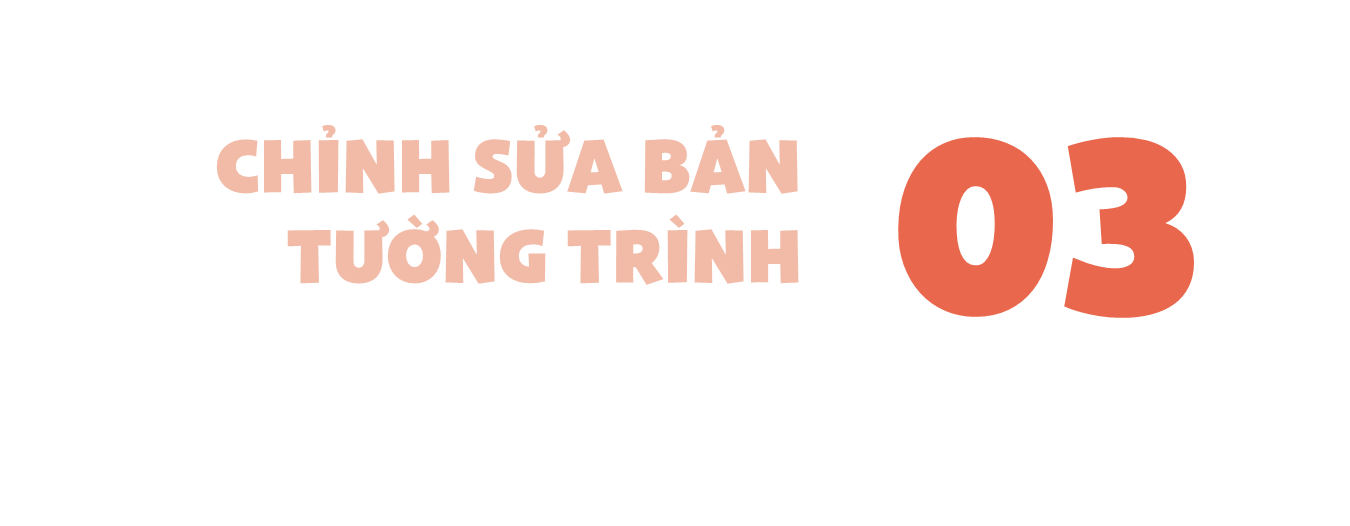 CHỈNH SỬA BẢN
TƯỜNG TRÌNH
03